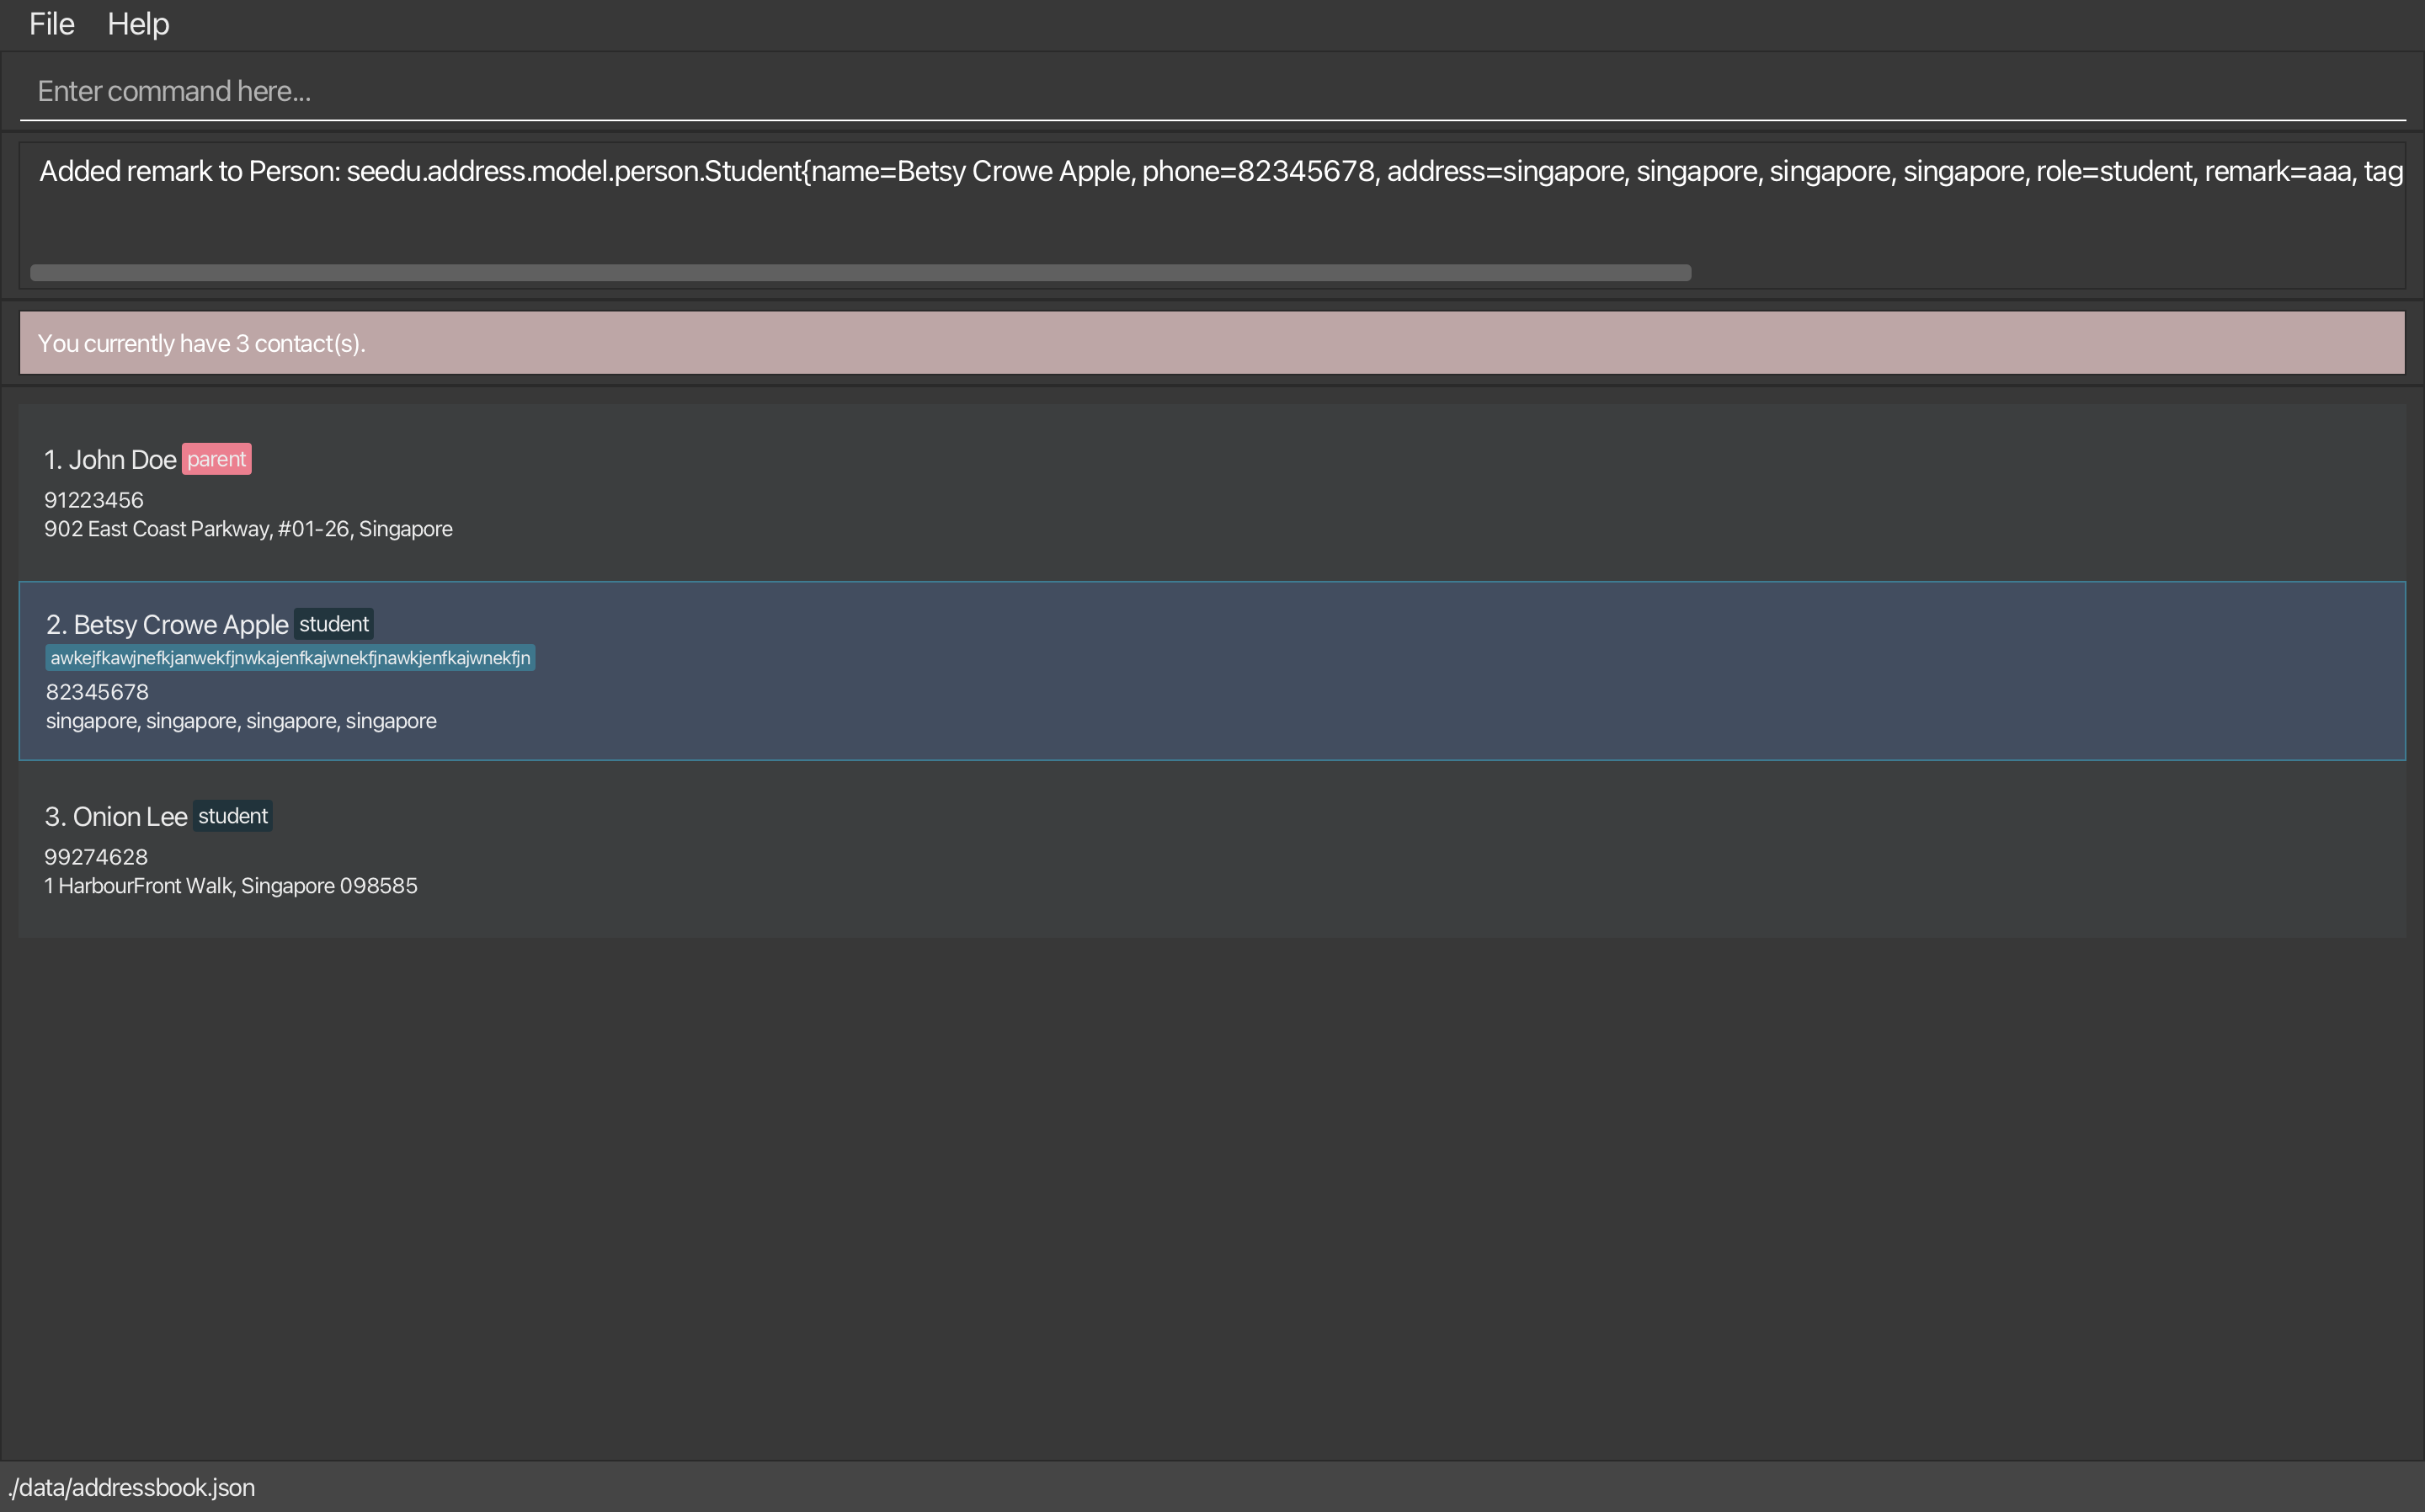 File Help
Enter command here...
Added remark to Person: seedu.address.model.person.Student{name=Betsy Crowe Apple, phone=82345678, address=singapore, singapore, singapore, singapore, role=student, remark=aaa, tag
You currently have 3 contact(s).
1. John Doe parent
91223456
902 East Coast Parkway, #01-26, Singapore
2. Betsy Crowe Apple student
awkejfkawjnefkjanwekfjnwkajenfkajwnekfjnawkjenfkajwnekfjn
82345678
singapore, singapore, singapore, singapore
3. Onion Lee student
99274628
1 HarbourFront Walk, Singapore 098585
./data/addressbook.json